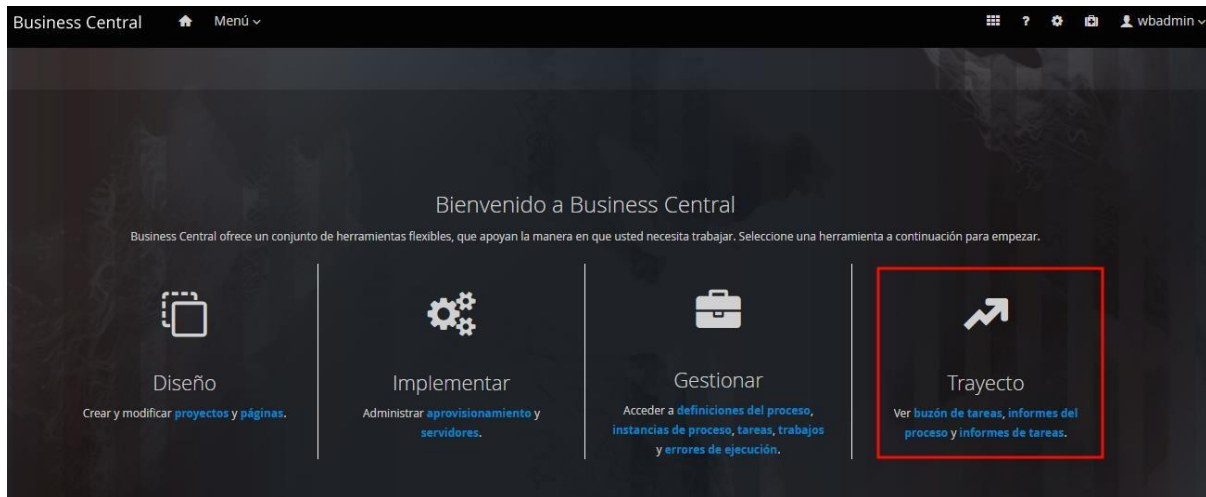 Business Central Menú ? wbadmin
Bienvenido a Business Central
Business Central ofrece un conjunto de herramientas flexibles, que apoyan la manera en que usted necesita trabajar. Seleccione una herramienta a continuación para empezar.
Diseño
Crear y modificar proyectos y páginas.
Implementar
Administrar aprovisionamiento y
servidores.
Gestionar
Acceder a definiciones del proceso,
instancias de proceso, tareas, trabajos
y errores de ejecución.
Trayecto
Ver buzón de tareas, informes del
proceso y informes de tareas.